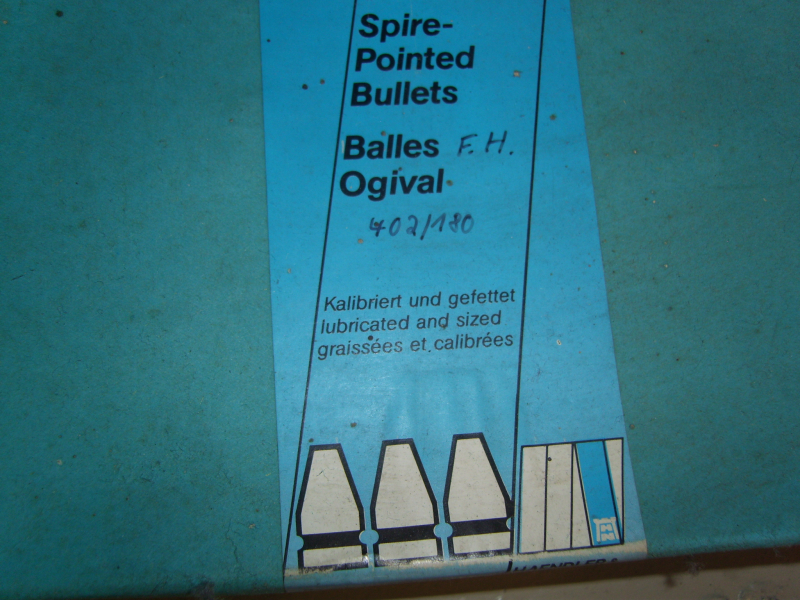 Spire-
Pointed
Bullets
Balles F.H.
Ogival
402/180
Kalibriert und gefettet
lubricated and sized
graissées et calibrées